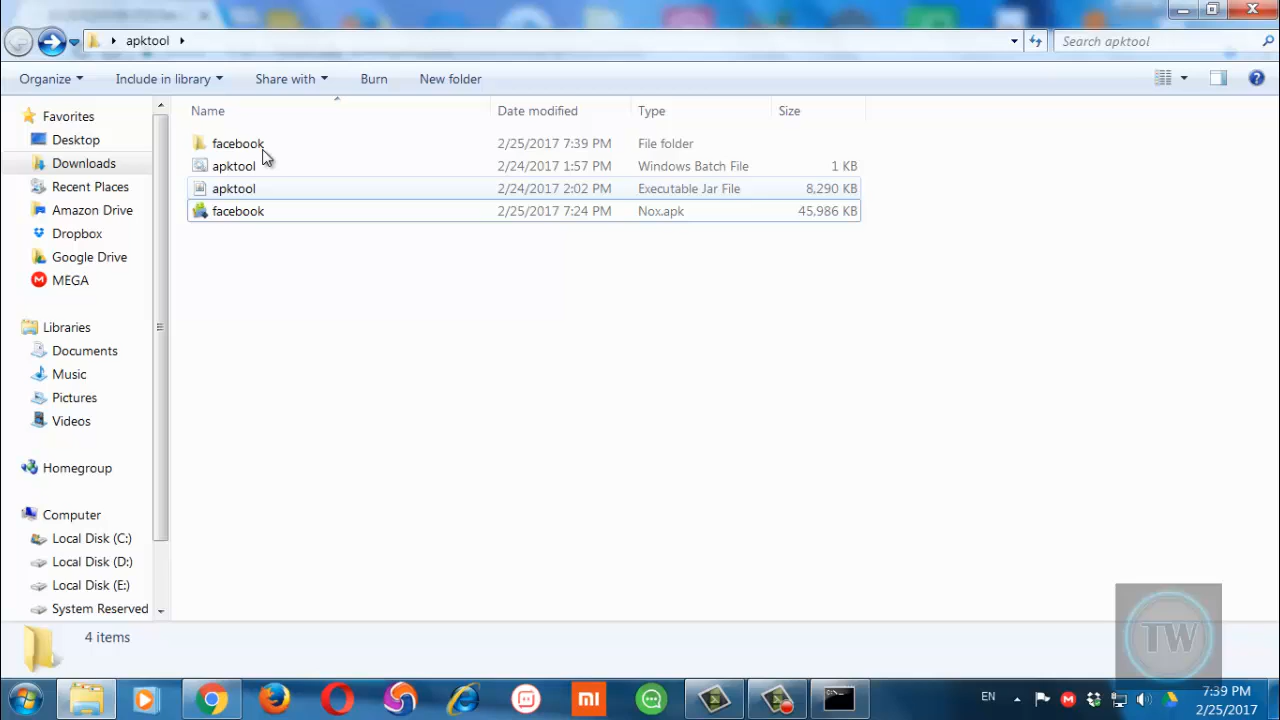 apktool
Search apktool
Organize Include in library Share with Burn New folder
Name Date modified Type Size
facebook 2/25/2017 7:39 PM File folder
apktool 2/24/2017 1:57 PM Windows Batch File 1 KB
apktool 2/24/2017 2:02 PM Executable Jar File 8,290 KB
facebook 2/25/2017 7:24 PM Nox.apk 45,986 KB
Favorites
Desktop
Downloads
Recent Places
Amazon Drive
Dropbox
Google Drive
MEGA
Libraries
Documents
Music
Pictures
Videos
Homegroup
Computer
Local Disk (C:)
Local Disk (D:)
Local Disk (E:)
System Reserved
4 items
TW
mi
EN
7:39 PM
2/25/2017